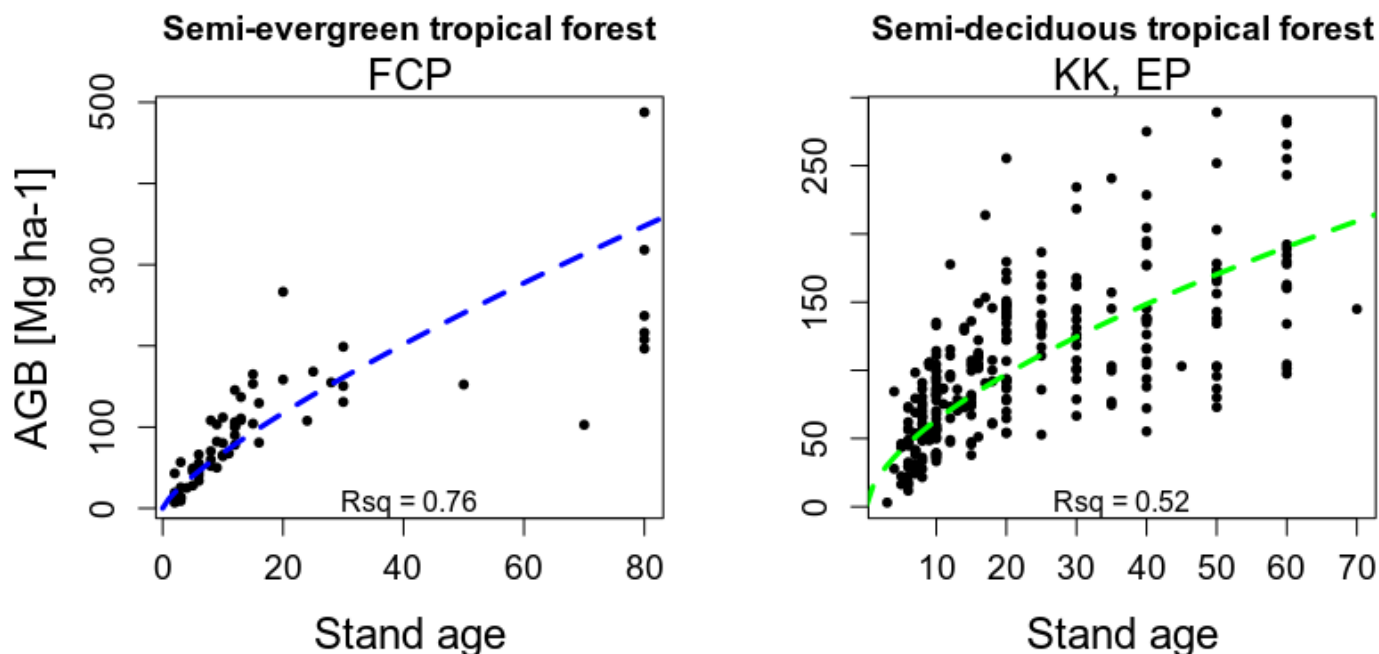 Semi-evergreen tropical forest
FCP
AGB [Mg ha-1]
500
300
100
0
Rsq = 0.76
0 20 40 60 80
Stand age
Semi-deciduous tropical forest
KK, EP
250
150
50
0
Rsq = 0.52
10 20 30 40 50 60 70
Stand age